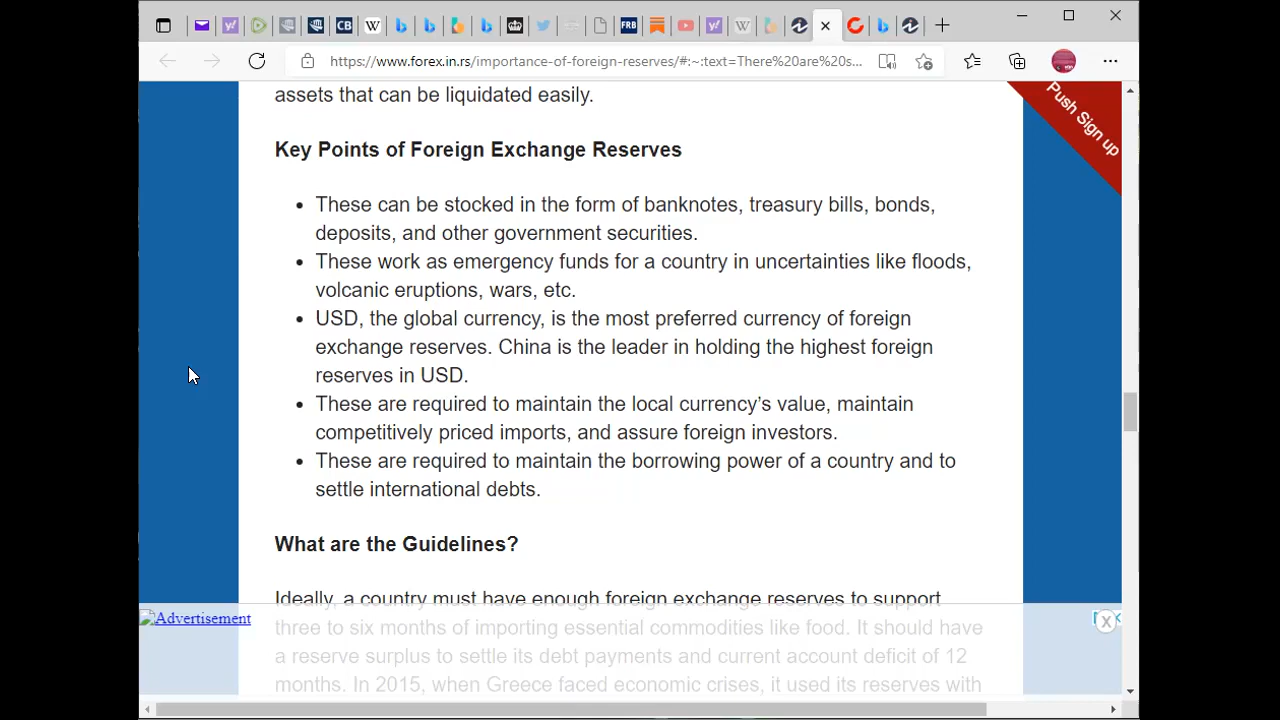 CB
W
FRB
W
https://www.forex.in.rs/importance-of-foreign-reserves/#:~:text=There%20are%20s...
assets that can be liquidated easily.
Push Sign up
Key Points of Foreign Exchange Reserves
• These can be stocked in the form of banknotes, treasury bills, bonds,
deposits, and other government securities.
• These work as emergency funds for a country in uncertainties like floods,
volcanic eruptions, wars, etc.
• USD, the global currency, is the most preferred currency of foreign
exchange reserves. China is the leader in holding the highest foreign
reserves in USD.
• These are required to maintain the local currency’s value, maintain
competitively priced imports, and assure foreign investors.
• These are required to maintain the borrowing power of a country and to
settle international debts.
What are the Guidelines?
Ideally, a country must have enough foreign exchange reserves to support
Advertisement
three to six months of importing essential commodities like food. It should have
a reserve surplus to settle its debt payments and current account deficit of 12
months. In 2015, when Greece faced economic crises, it used its reserves with